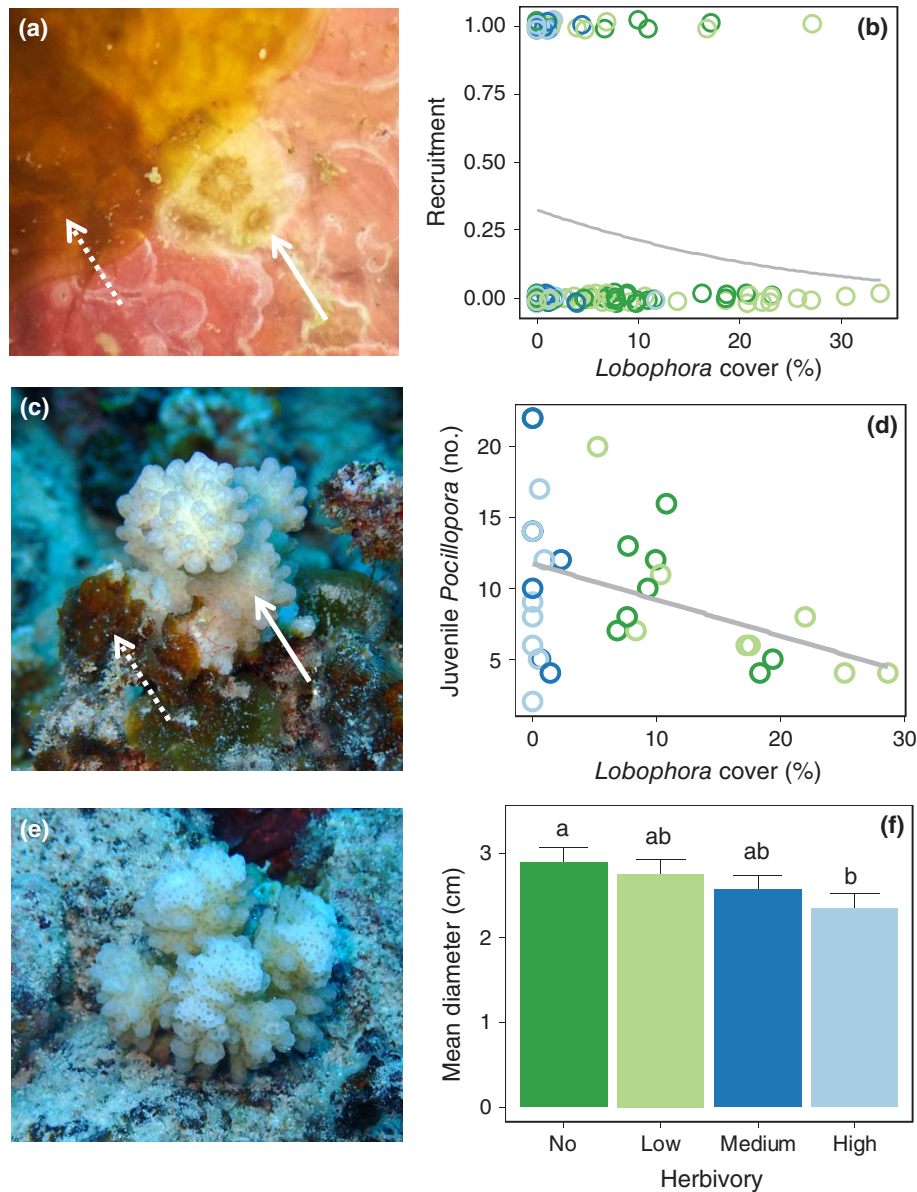 (a)
(b)
1.00
0.75
0.50
0.25
0.00
Recruitment
0 10 20 30
Lobophora cover (%)
(c)
(d)
20
15
10
5
Juvenile Pocillopora (no.)
0 10 20 30
Lobophora cover (%)
(e)
(f)
a ab ab b
3
2
1
0
Mean diameter (cm)
No Low Medium High
Herbivory